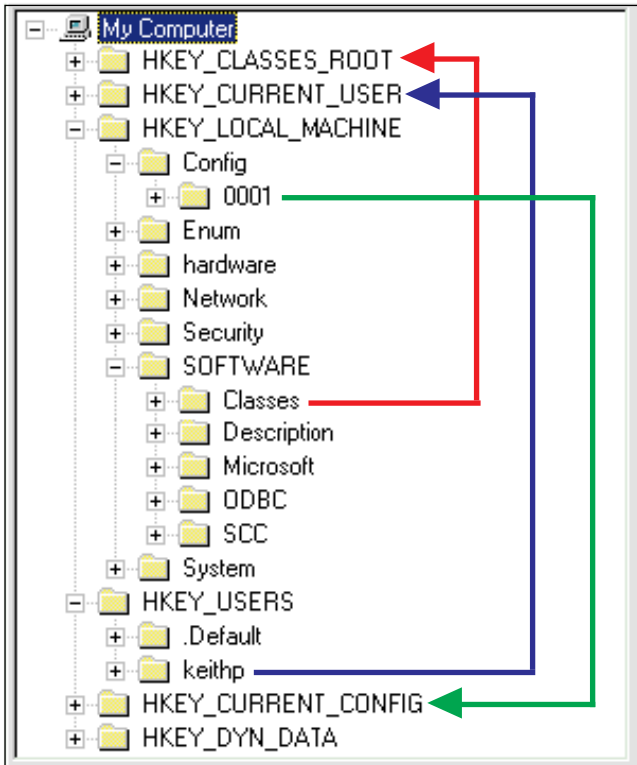 My Computer
HKEY_CLASSES_ROOT
HKEY_CURRENT_USER
HKEY_LOCAL_MACHINE
Config
0001
Enum
hardware
Network
Security
SOFTWARE
Classes
Description
Microsoft
ODBC
SCC
System
HKEY_USERS
.Default
keithp
HKEY_CURRENT_CONFIG
HKEY_DYN_DATA